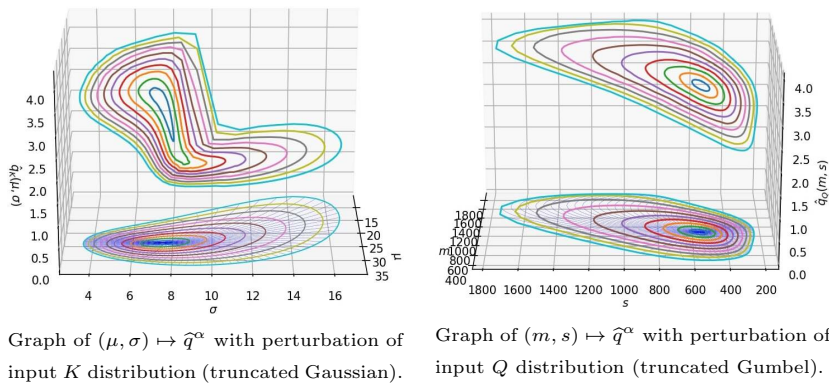 4.0
3.5
3.0
2.5
2.0
1.5
1.0
0.5
0.0
q̂K(μ, σ)
4 6 8 10 12 14 16
σ
15
20
25
30
35
μ
4.0
3.5
3.0
2.5
2.0
1.5
1.0
0.5
0.0
q̂Q(m, s)
1800
1600
1400
1200
1000
800
600
400
m
1800 1600 1400 1200 1000 800 600 400 200
s
Graph of (μ, σ) ↦ q̂^α with perturbation of
input K distribution (truncated Gaussian).
Graph of (m, s) ↦ q̂^α with perturbation of
input Q distribution (truncated Gumbel).